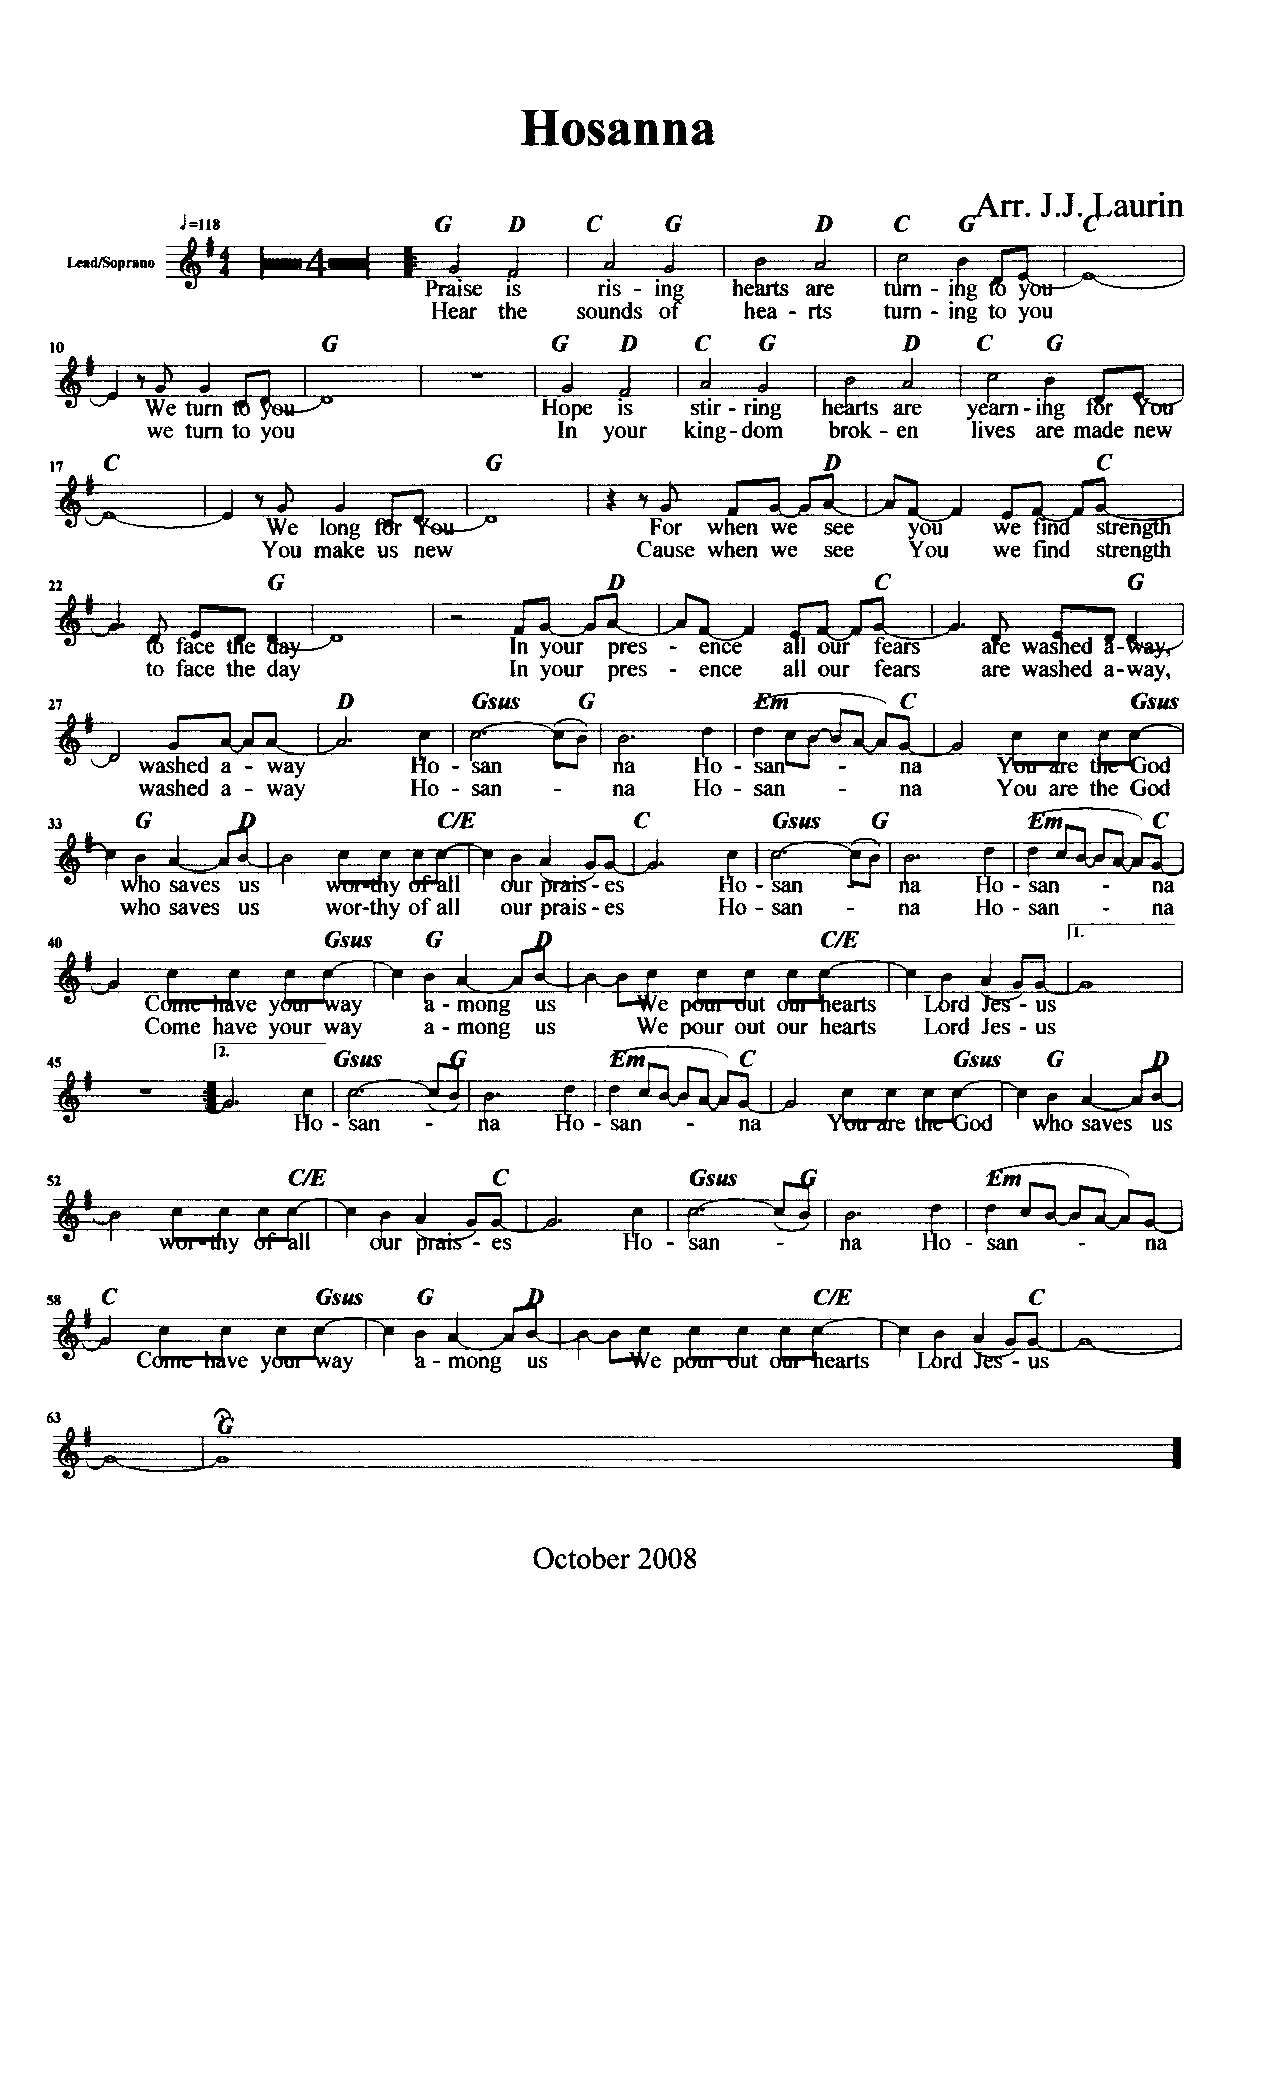 Hosanna
Arr. J.J. Laurin
♩=118
G D C G D C G C
Lead/Soprano
4
4
4
Praise is ris - ing hearts are turn - ing to you
Hear the sounds of hea - rts turn - ing to you
10
G G D C G D C G
We turn to you Hope is stir - ring hearts are yearn - ing for You
we turn to you In your king - dom brok - en lives are made new
17
C G D C
We long for You For when we see you we find strength
You make us new Cause when we see You we find strength
22
G D C G
to face the day In your pres - ence all our fears are washed a - way,
to face the day In your pres - ence all our fears are washed a - way,
27
D Gsus G Em C Gsus
washed a - way Ho - san na Ho - san - na You are the God
washed a - way Ho - san - na Ho - san - na You are the God
33
G D C/E C Gsus G Em C
who saves us wor-thy of all our prais - es Ho - san - na Ho - san - na
who saves us wor-thy of all our prais - es Ho - san - na Ho - san - na
40
Gsus G D C/E 1.
Come have your way a - mong us We pour out our hearts Lord Jes - us
Come have your way a - mong us We pour out our hearts Lord Jes - us
45
2. Gsus G Em C Gsus G D
Ho - san - na Ho - san - na You are the God who saves us
52
C/E C Gsus G Em
wor-thy of all our prais - es Ho - san - na Ho - san - na
58
C Gsus G D C/E C
Come have your way a - mong us We pour out our hearts Lord Jes - us
63
G
October 2008